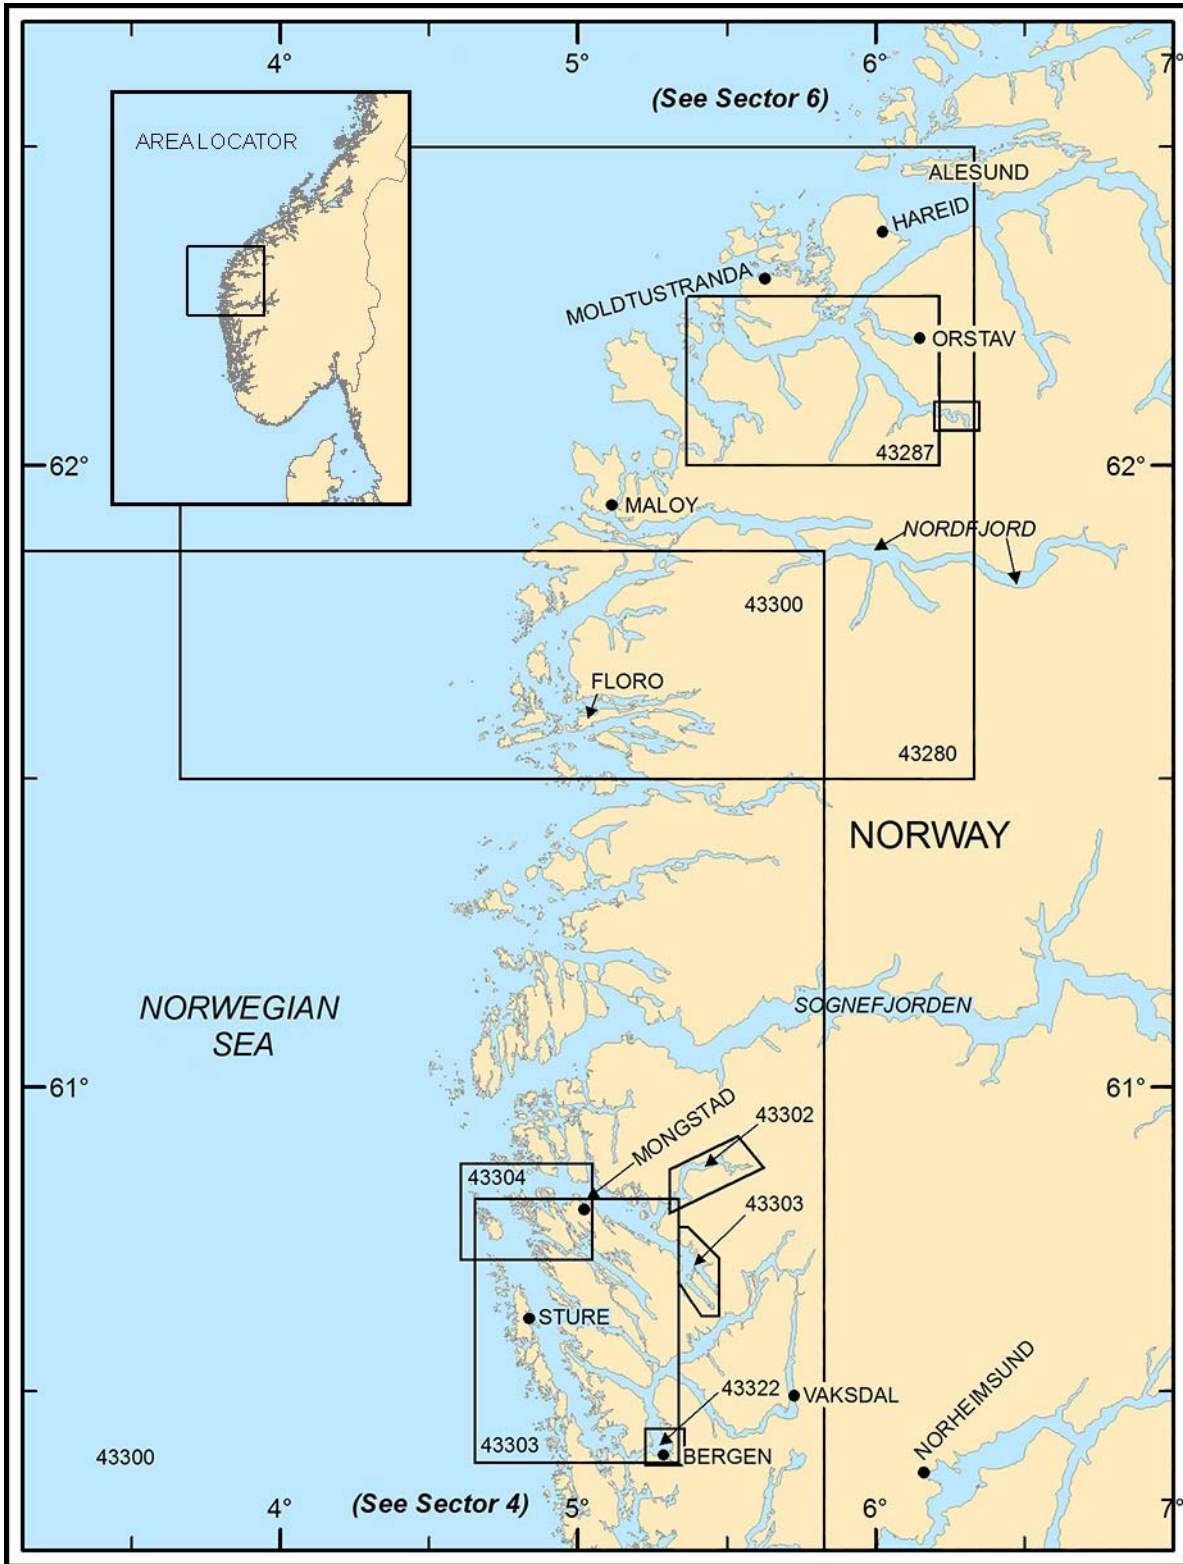 4°
5°
6°
7°
(See Sector 6)
AREA LOCATOR
ALESUND
HAREID
MOLDTUSTRANDA
ORSTAV
43287
62°
62°
MALOY
NORDFJORD
43300
FLORO
43280
NORWAY
NORWEGIAN
SEA
SOGNEFJORDEN
61°
61°
MONGSTAD
43302
43304
43303
STURE
43322
VAKSDAL
NORHEIMSUND
43303
BERGEN
43300
(See Sector 4)
4°
5°
6°
7°